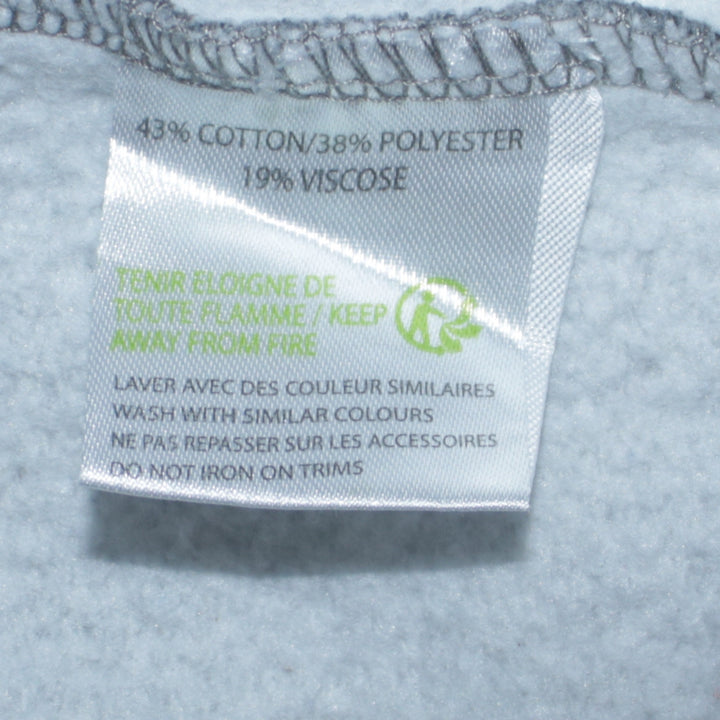 43% COTTON/38% POLYESTER
19% VISCOSE
TENIR ELOIGNE DE
TOUTE FLAMME / KEEP
AWAY FROM FIRE
LAVER AVEC DES COULEUR SIMILAIRES
WASH WITH SIMILAR COLOURS
NE PAS REPASSER SUR LES ACCESSOIRES
DO NOT IRON ON TRIMS